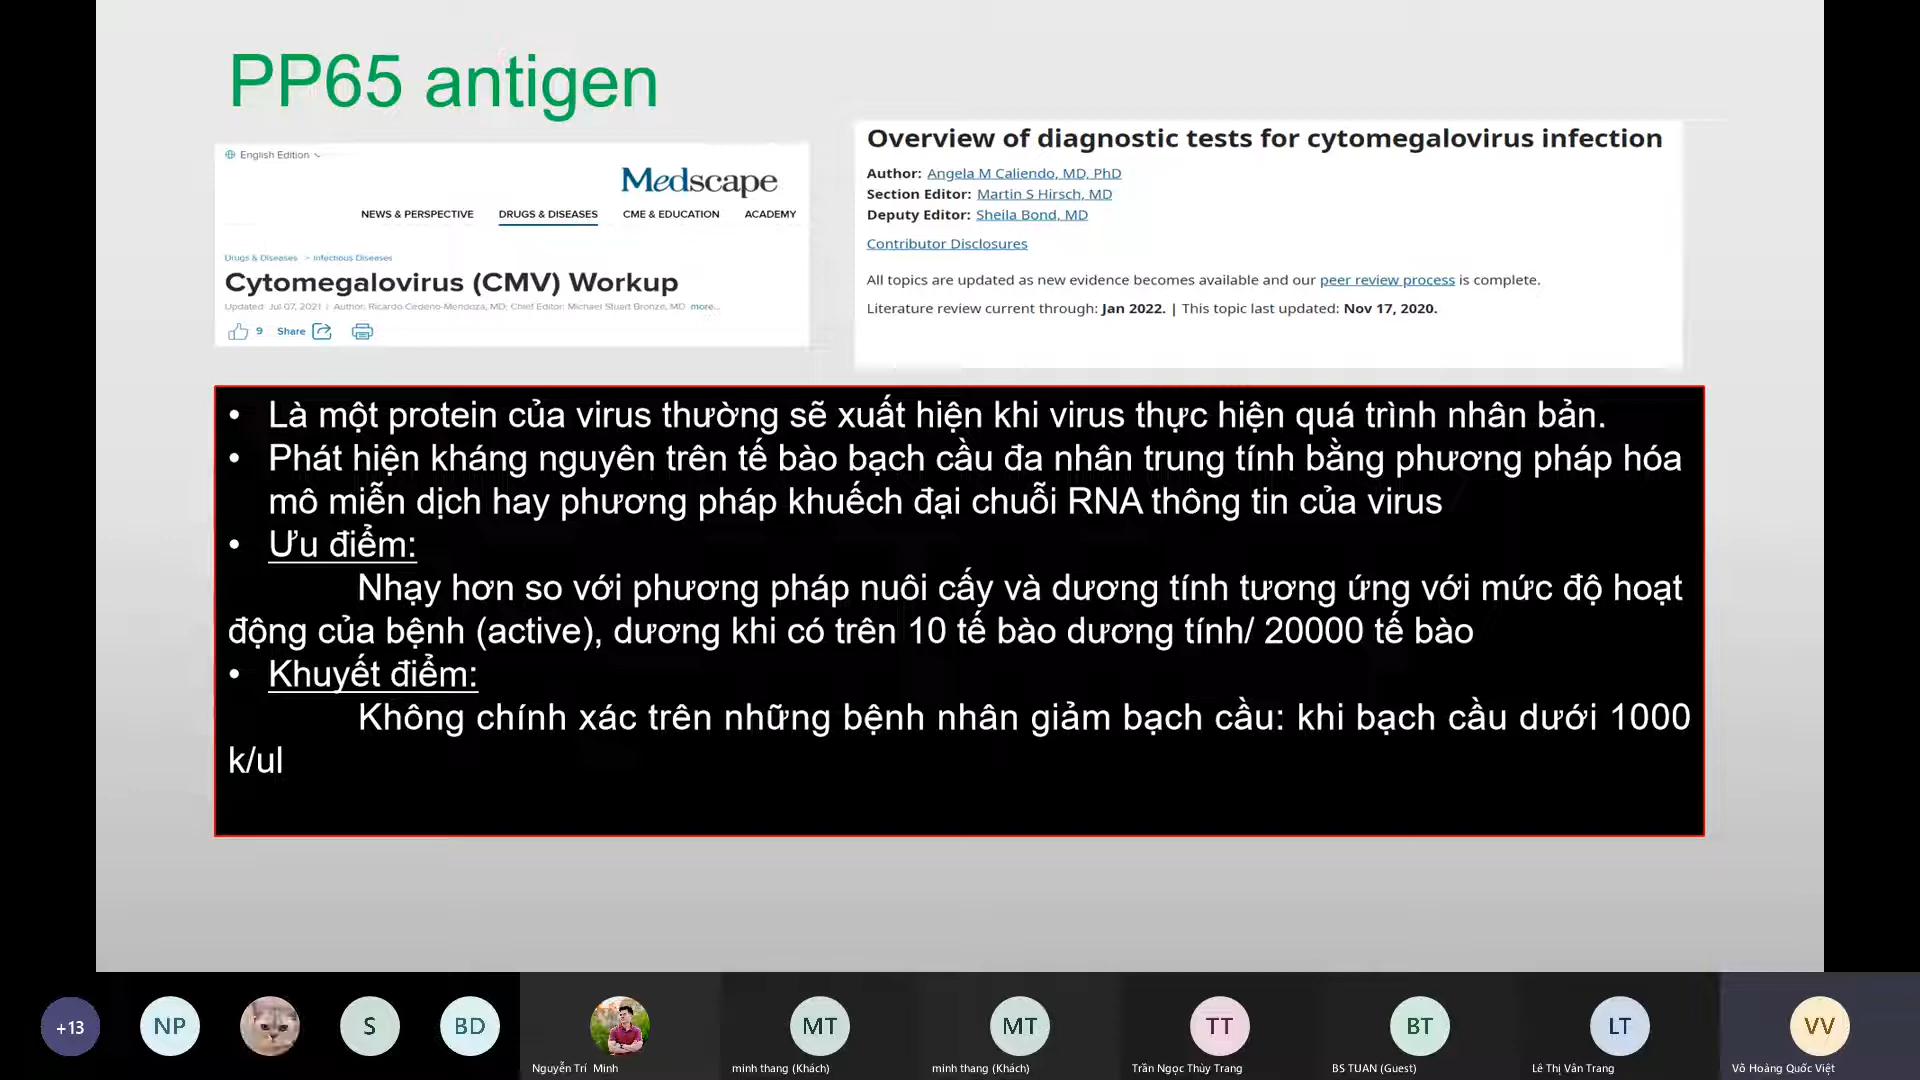 PP65 antigen
English Edition
Medscape
NEWS & PERSPECTIVE DRUGS & DISEASES CME & EDUCATION ACADEMY
Drugs & Diseases > Infectious Diseases
Cytomegalovirus (CMV) Workup
Updated: Jul 07, 2021 | Author: Ricardo Cedeno-Mendoza, MD; Chief Editor: Michael Stuart Bronze, MD more...
9 Share
Overview of diagnostic tests for cytomegalovirus infection
Author: Angela M Caliendo, MD, PhD
Section Editor: Martin S Hirsch, MD
Deputy Editor: Sheila Bond, MD
Contributor Disclosures
All topics are updated as new evidence becomes available and our peer review process is complete.
Literature review current through: Jan 2022. | This topic last updated: Nov 17, 2020.
• Là một protein của virus thường sẽ xuất hiện khi virus thực hiện quá trình nhân bản.
• Phát hiện kháng nguyên trên tế bào bạch cầu đa nhân trung tính bằng phương pháp hóa
mô miễn dịch hay phương pháp khuếch đại chuỗi RNA thông tin của virus
• Ưu điểm:
Nhạy hơn so với phương pháp nuôi cấy và dương tính tương ứng với mức độ hoạt
động của bệnh (active), dương khi có trên 10 tế bào dương tính/ 20000 tế bào
• Khuyết điểm:
Không chính xác trên những bệnh nhân giảm bạch cầu: khi bạch cầu dưới 1000
k/ul
+13 NP S BD MT MT TT BT LT VV
Nguyễn Trí Minh minh thang (Khách) minh thang (Khách) Trần Ngọc Thùy Trang BS TUAN (Guest) Lê Thị Vân Trang Võ Hoàng Quốc Việt